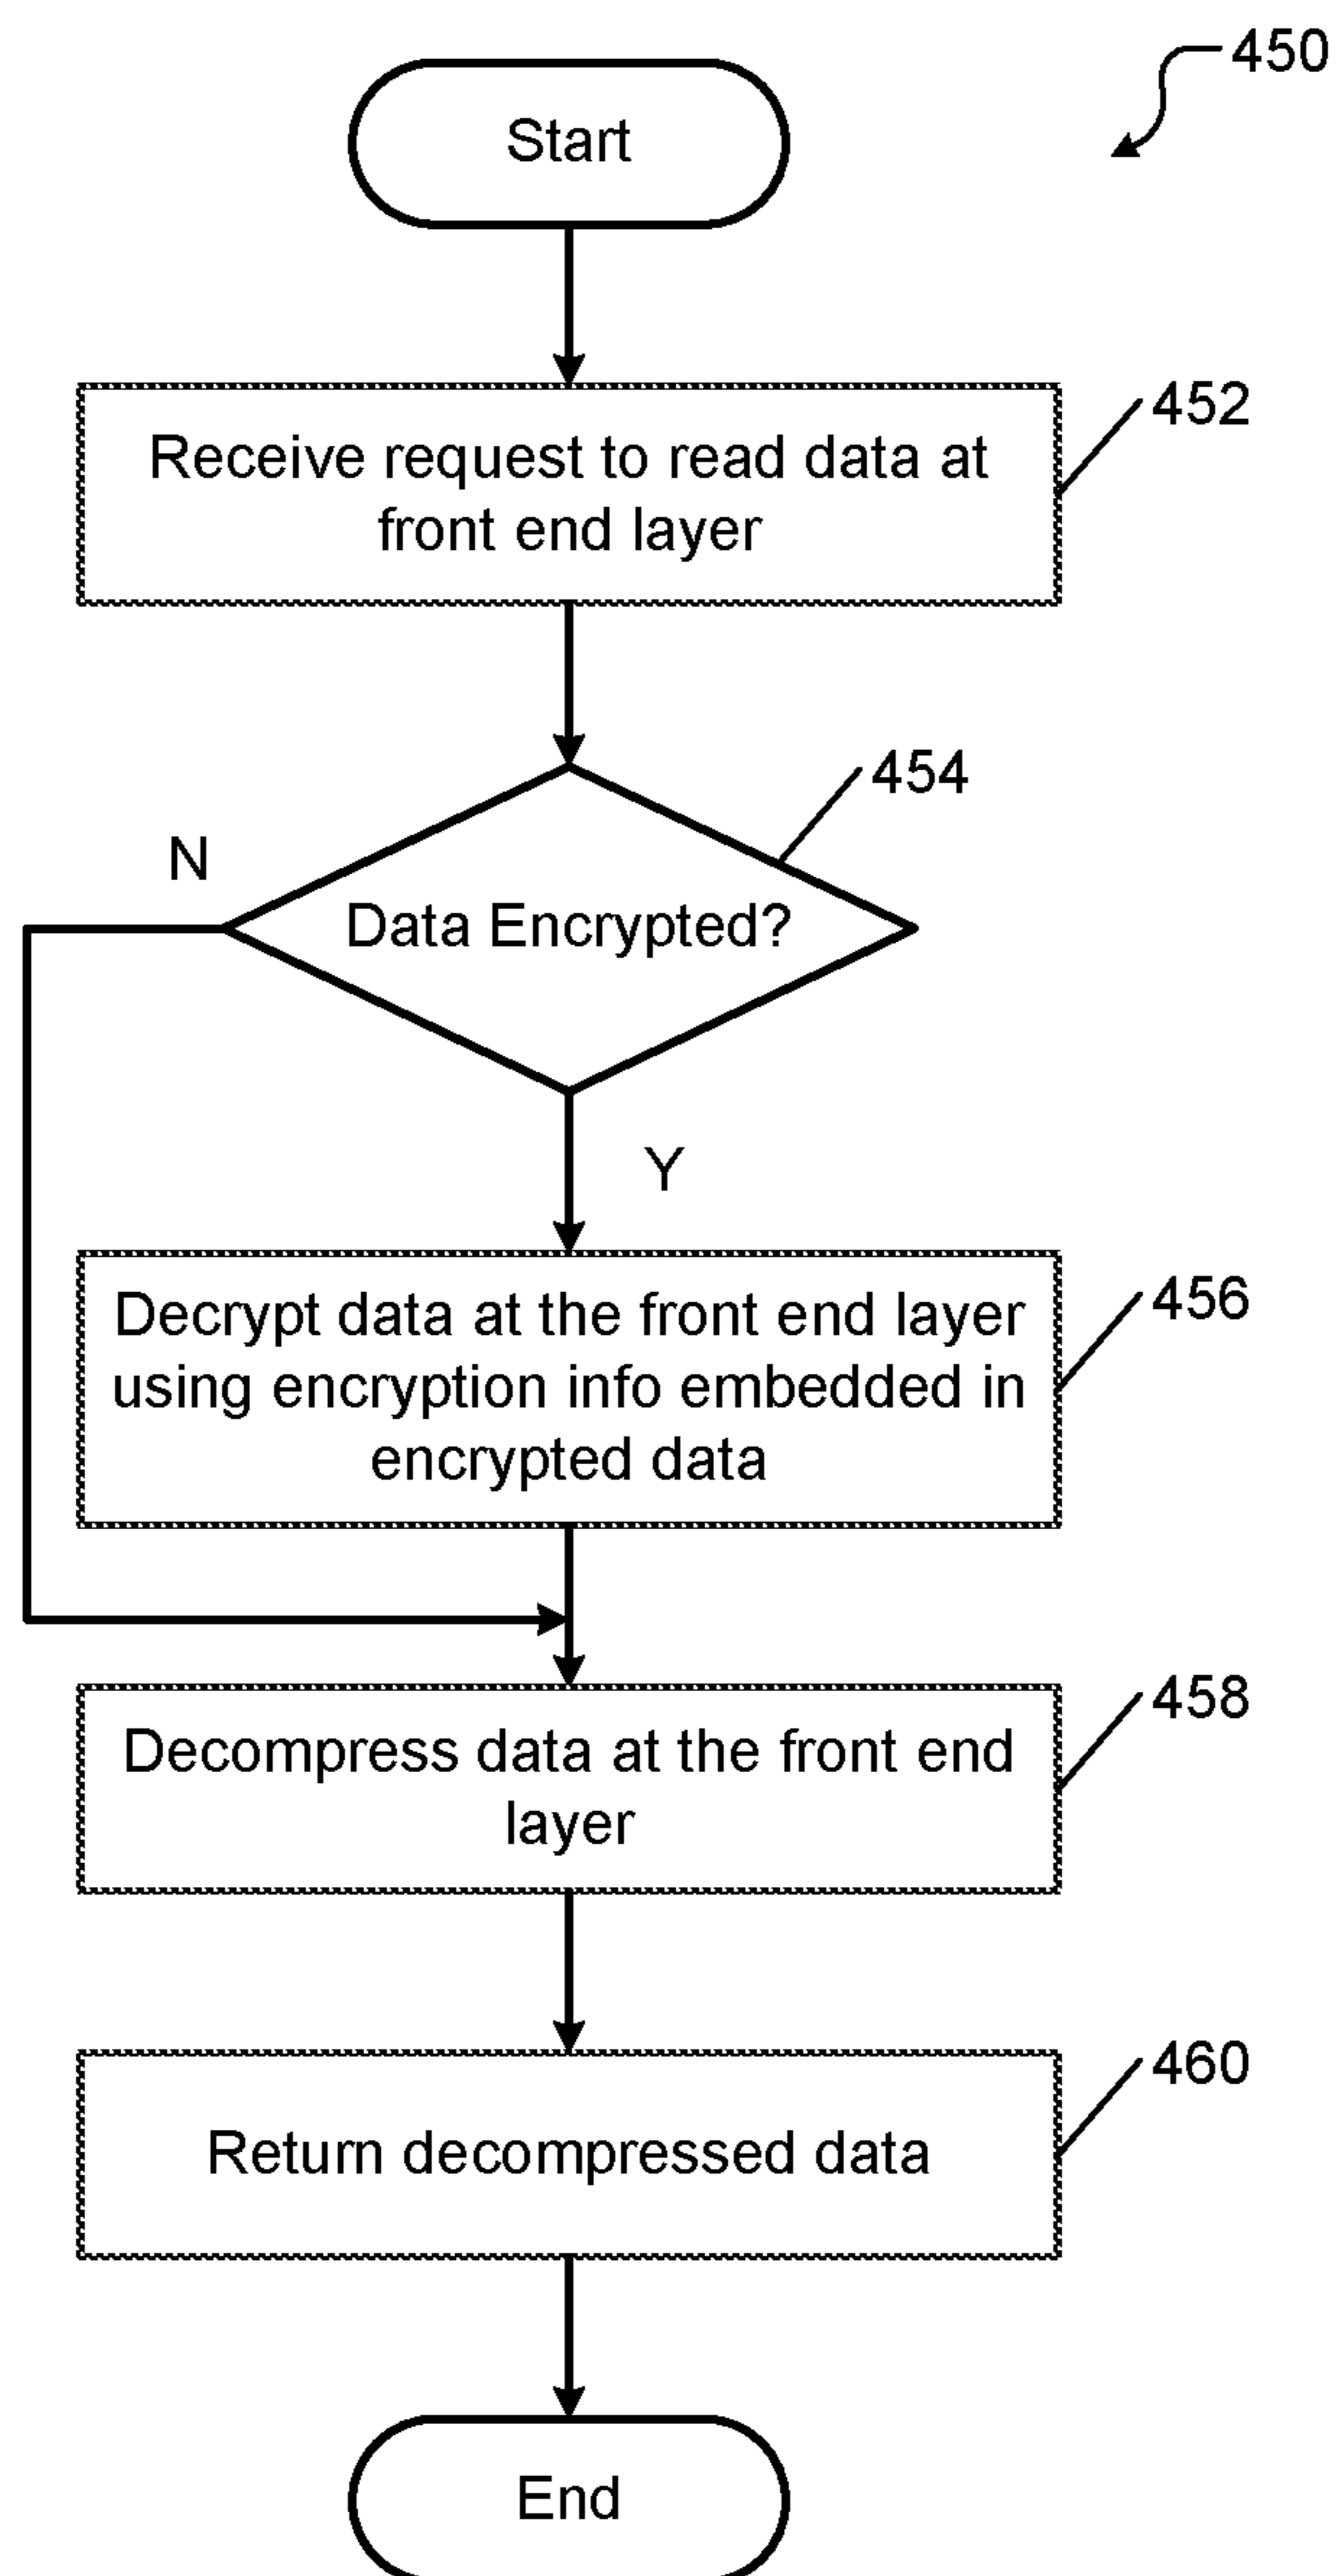 450
Start
452
Receive request to read data at
front end layer
454
N
Data Encrypted?
Y
456
Decrypt data at the front end layer
using encryption info embedded in
encrypted data
458
Decompress data at the front end
layer
460
Return decompressed data
End